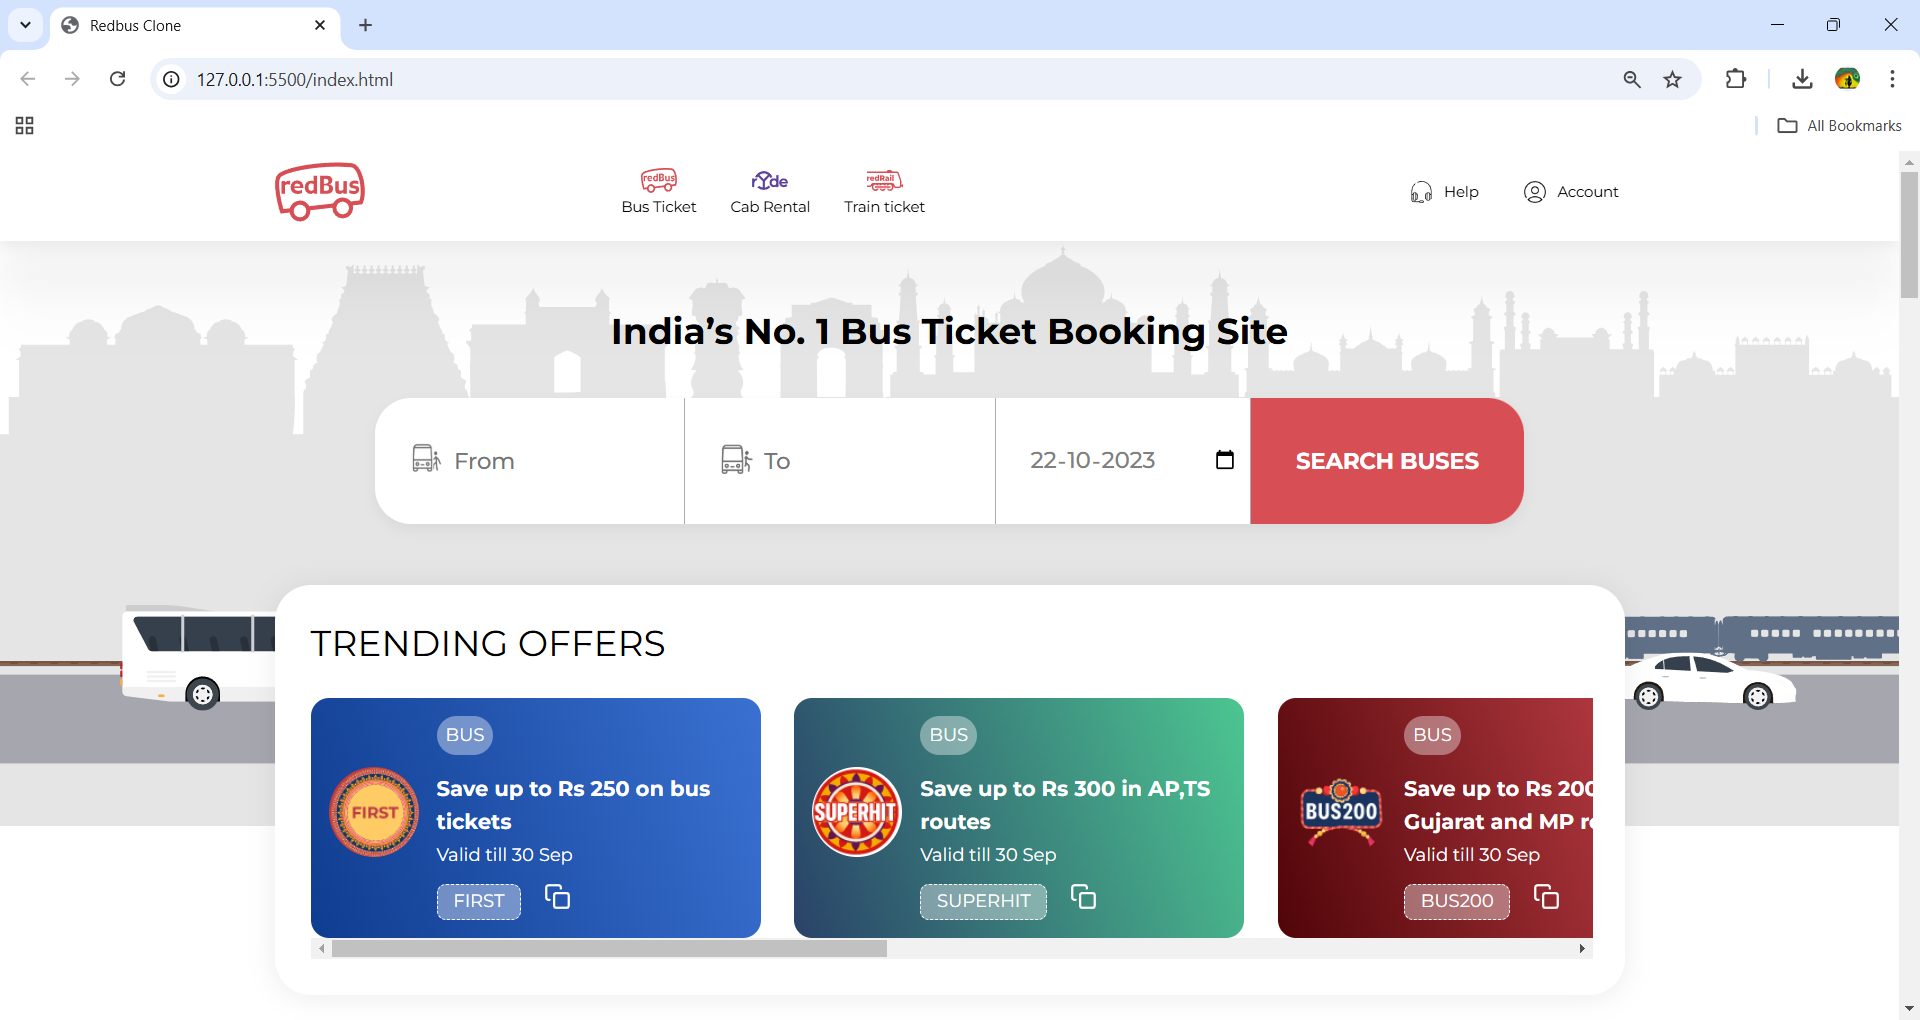 Redbus Clone
127.0.0.1:5500/index.html
All Bookmarks
redBus
redBus
Bus Ticket
rYde
Cab Rental
redRail
Train ticket
Help
Account
India’s No. 1 Bus Ticket Booking Site
From
To
22-10-2023
SEARCH BUSES
TRENDING OFFERS
BUS
FIRST
Save up to Rs 250 on bus
tickets
Valid till 30 Sep
FIRST
BUS
SUPERHIT
Save up to Rs 300 in AP,TS
routes
Valid till 30 Sep
SUPERHIT
BUS
BUS200
Save up to Rs 200
Gujarat and MP r
Valid till 30 Sep
BUS200